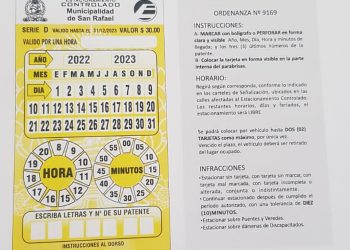 CONTROLADO
Municipalidad
de San Rafael
SERIE D VALIDO HASTA EL 31/12/2023 VALOR $ 30.00
VALIDO POR UNA HORA
AÑO 2022 2023
MES E F M A M J J A S O N D
DIA 1 2 3 4 5 6 7 8 9
10 11 12 13 14 15 16 17 18 19 20
21 22 23 24 25 26 27 28 29 30 31
HORA
MINUTOS
ESCRIBA LETRAS Y Nº DE SU PATENTE
INSTRUCCIONES AL DORSO
ORDENANZA Nº 9169
INSTRUCCIONES:
A- MARCAR con bolígrafo o PERFORAR en forma
clara y visible Año, Mes, Día, Hora y minutos de
llegada; y los tres (3) últimos números de la
patente.
B- Colocar la tarjeta en forma visible en la parte
interna del parabrisas.
HORARIO:
Regirá según corresponda, conforme lo indicado
en los carteles de Señalización, ubicados en las
calles afectadas al Estacionamiento Controlado.
Los restantes horarios, días y feriados, el
estacionamiento será LIBRE.
Se podrá colocar por vehículo hasta DOS (02)
TARJETAS como máximo, por única vez.
Vencido el plazo, el vehículo deberá ser retirado
del lugar ocupado.
INFRACCIONES
•Estacionar sin tarjeta, con tarjeta sin marcar, con
tarjeta mal marcada, con tarjeta incompleta o
alterada, conjunta o indistintamente.
•Continuar estacionado después de cumplido el
período autorizado, con una tolerancia de DIEZ
(10)MINUTOS.
•Estacionar sobre Puentes y Veredas.
•Estacionar sobre dársenas de Discapacitados.